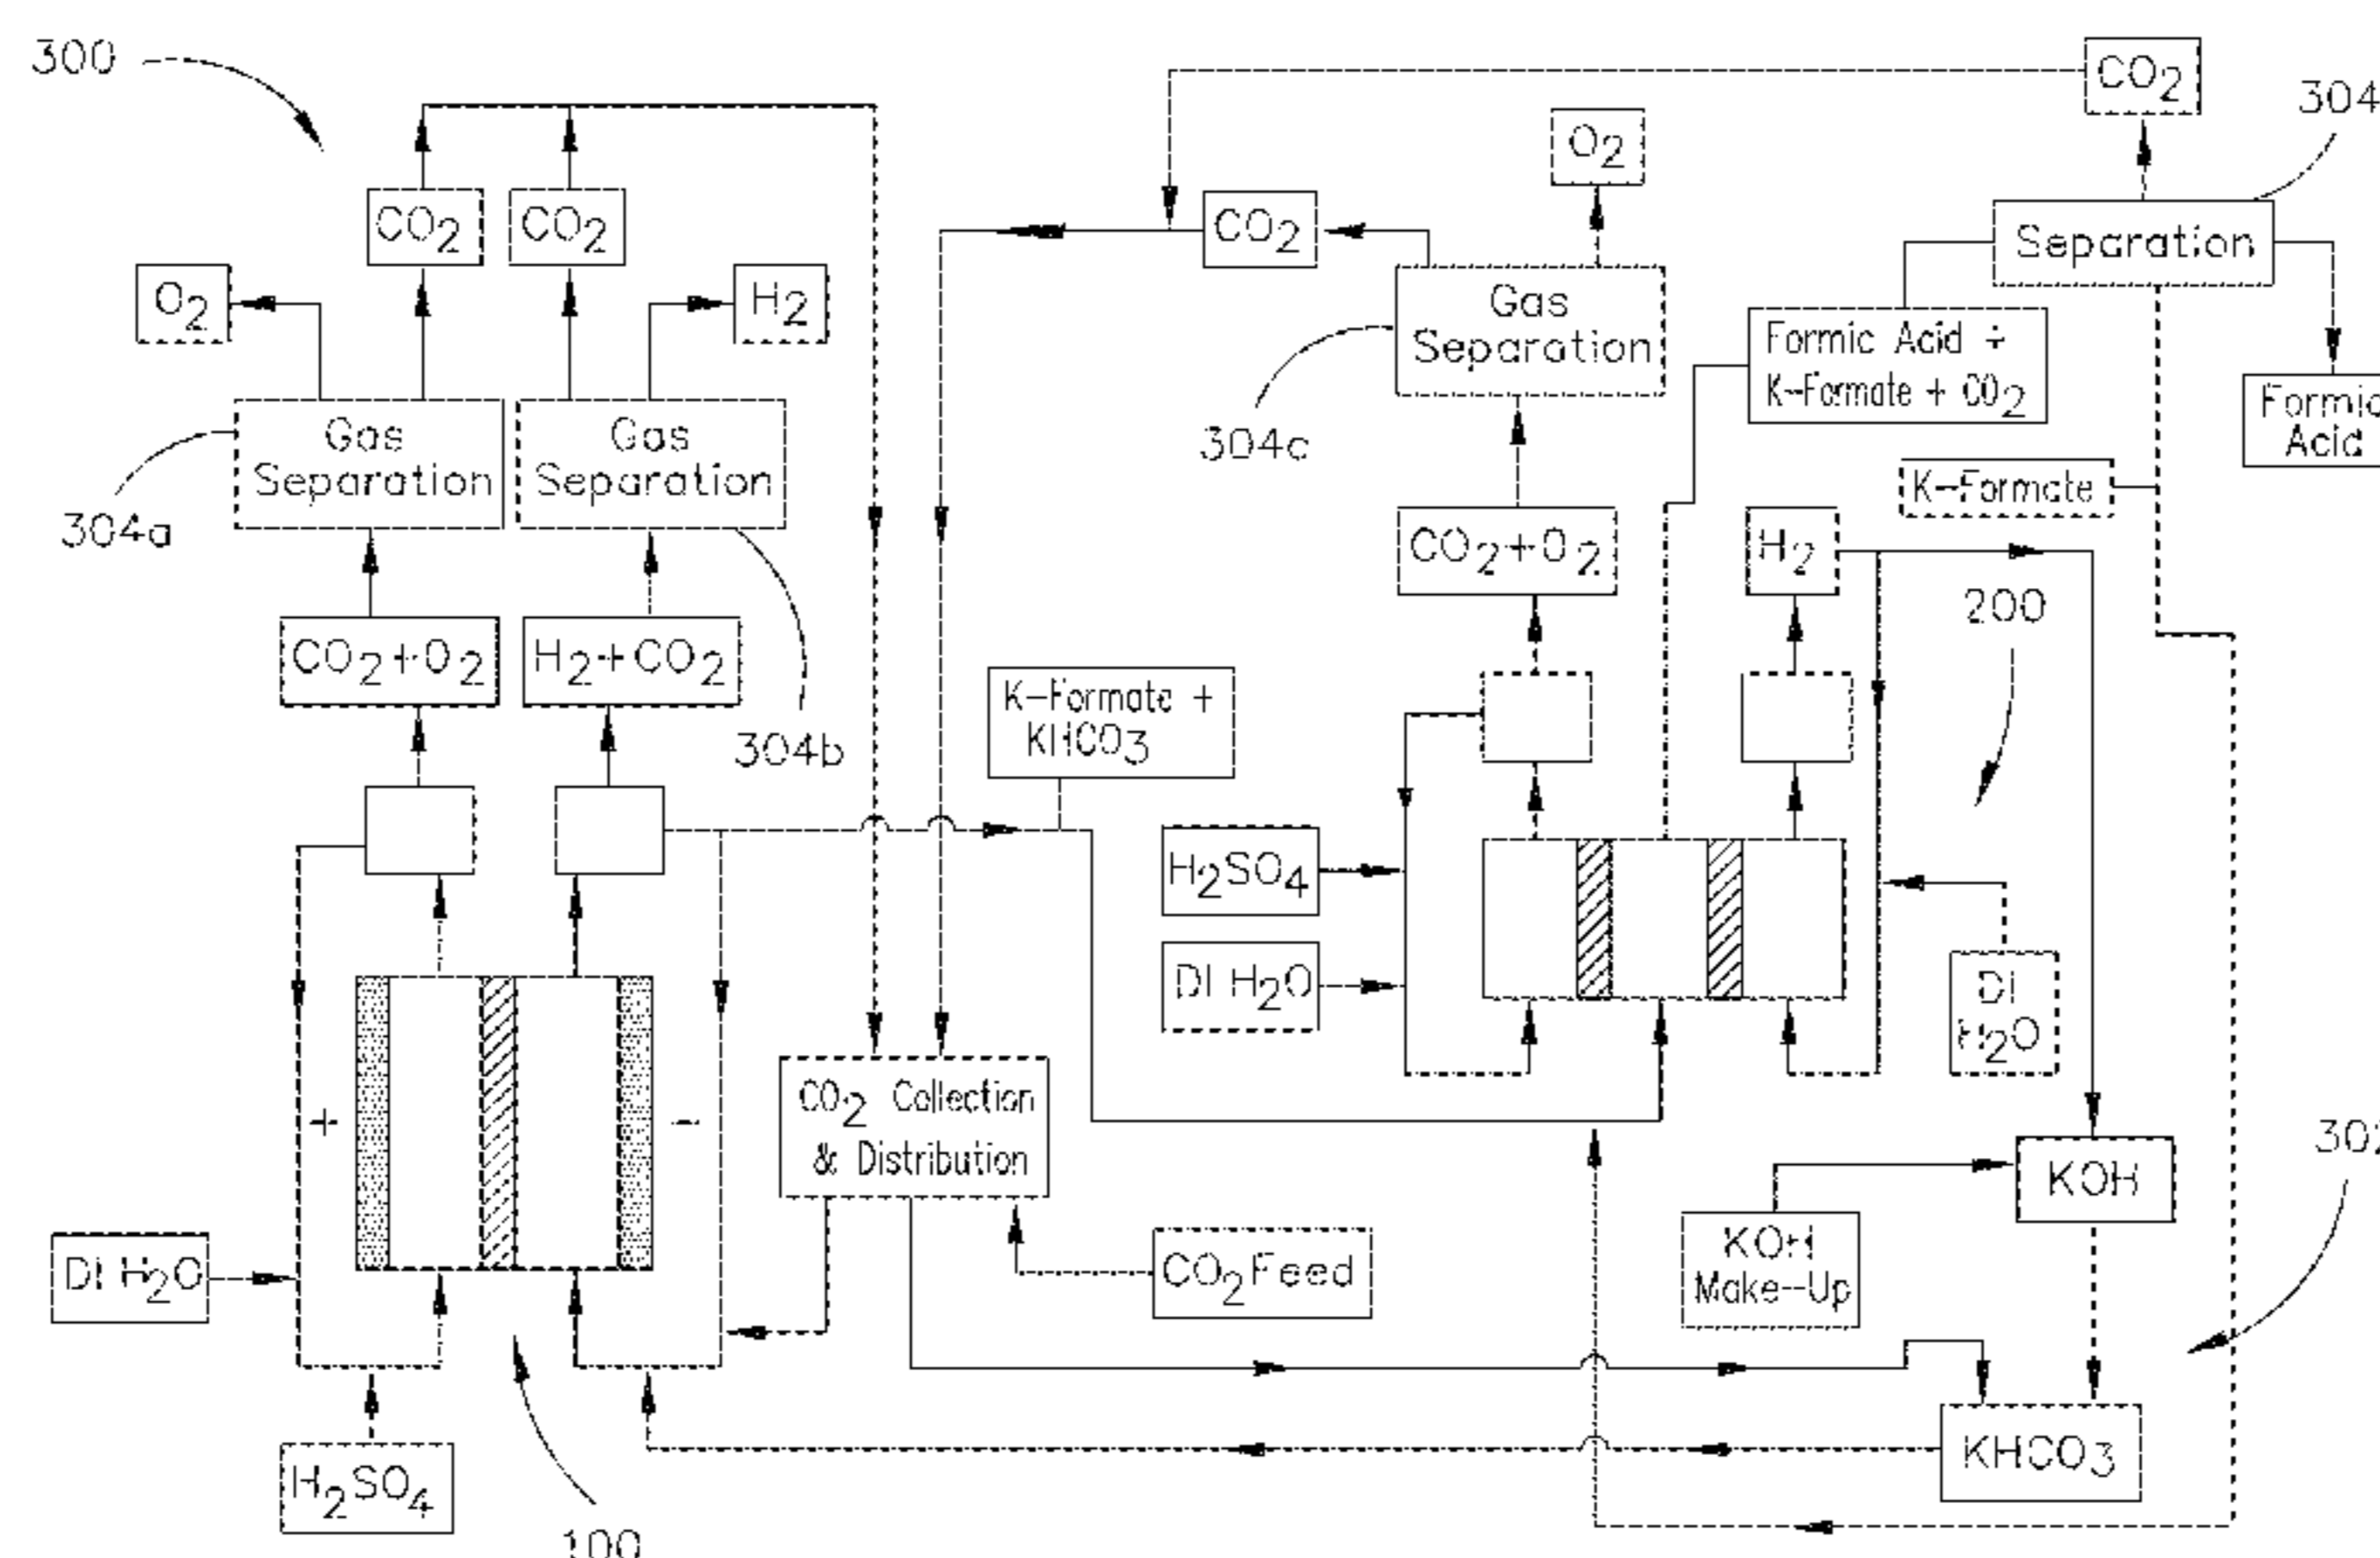 300
CO2
304
O2
CO2
CO2
CO2
Separation
O2
H2
Gas
Separation
Formic Acid +
K-Formate + CO2
Gas
Separation
Gas
Separation
304c
Formic
Acid
304a
K-Formate
CO2+O2
H2
200
CO2+O2
H2+CO2
K-Formate +
KHCO3
304b
H2SO4
DI H2O
DI
H2O
CO2 Collection
& Distribution
+
-
302
KOH
DI H2O
CO2 Feed
KOH
Make-Up
H2SO4
KHCO3
100